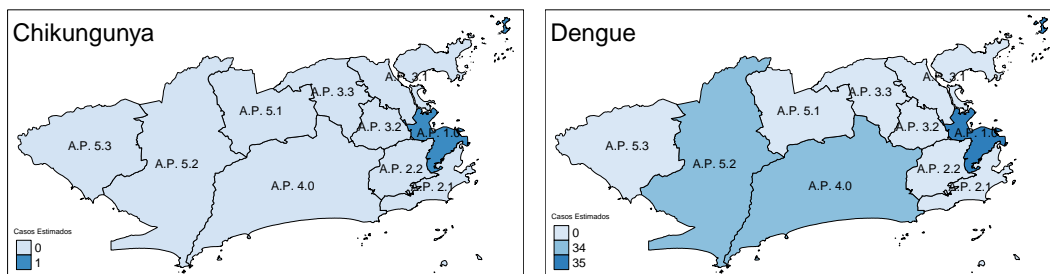 Chikungunya
A.P. 3.1
A.P. 3.3
A.P. 5.1
A.P. 3.2
A.P. 1.0
A.P. 5.3
A.P. 5.2
A.P. 2.2
A.P. 4.0
A.P. 2.1
Casos Estimados
0
1
Dengue
A.P. 3.1
A.P. 3.3
A.P. 5.1
A.P. 3.2
A.P. 1.0
A.P. 5.3
A.P. 5.2
A.P. 2.2
A.P. 4.0
A.P. 2.1
Casos Estimados
0
34
35